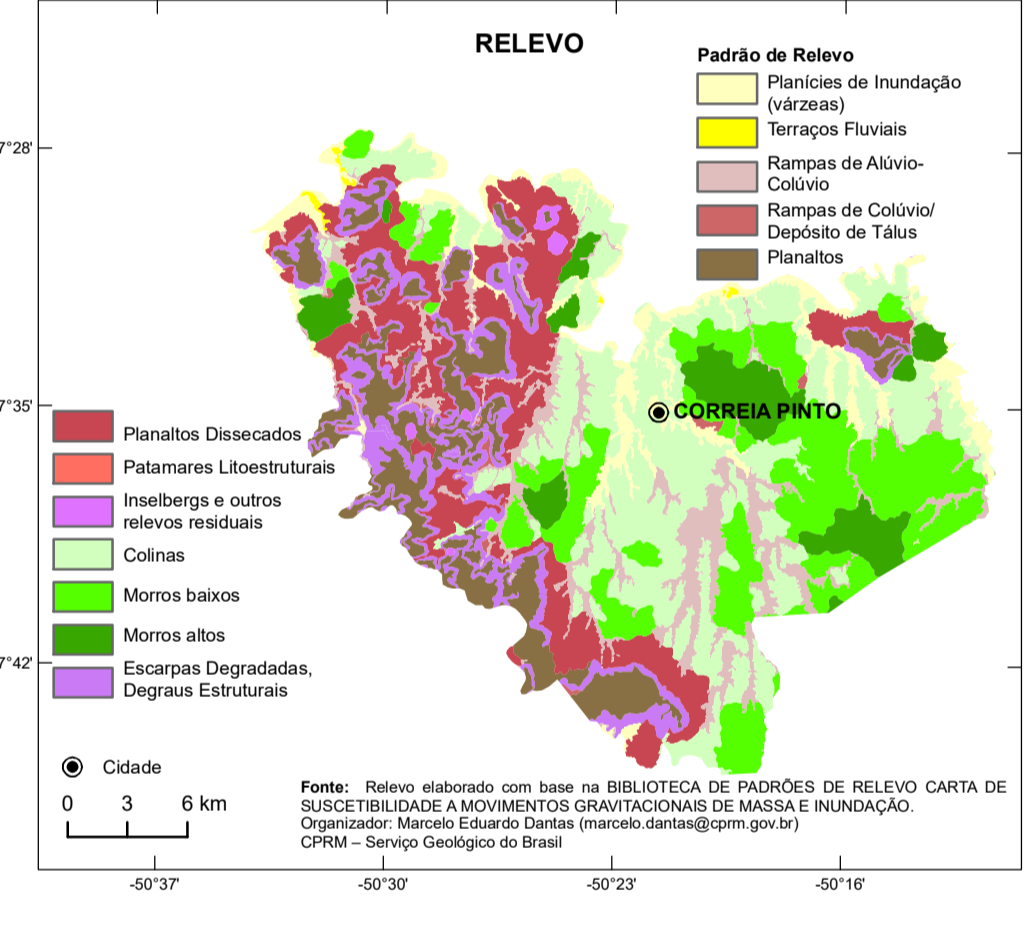 RELEVO
Padrão de Relevo
Planícies de Inundação
(várzeas)
Terraços Fluviais
Rampas de Alúvio-
Colúvio
Rampas de Colúvio/
Depósito de Tálus
Planaltos
7°28'
7°35'
7°42'
CORREIA PINTO
Planaltos Dissecados
Patamares Litoestruturais
Inselbergs e outros
relevos residuais
Colinas
Morros baixos
Morros altos
Escarpas Degradadas,
Degraus Estruturais
Cidade
0 3 6 km
Fonte: Relevo elaborado com base na BIBLIOTECA DE PADRÕES DE RELEVO CARTA DE
SUSCETIBILIDADE A MOVIMENTOS GRAVITACIONAIS DE MASSA E INUNDAÇÃO.
Organizador: Marcelo Eduardo Dantas (marcelo.dantas@cprm.gov.br)
CPRM – Serviço Geológico do Brasil
-50°37' -50°30' -50°23' -50°16'